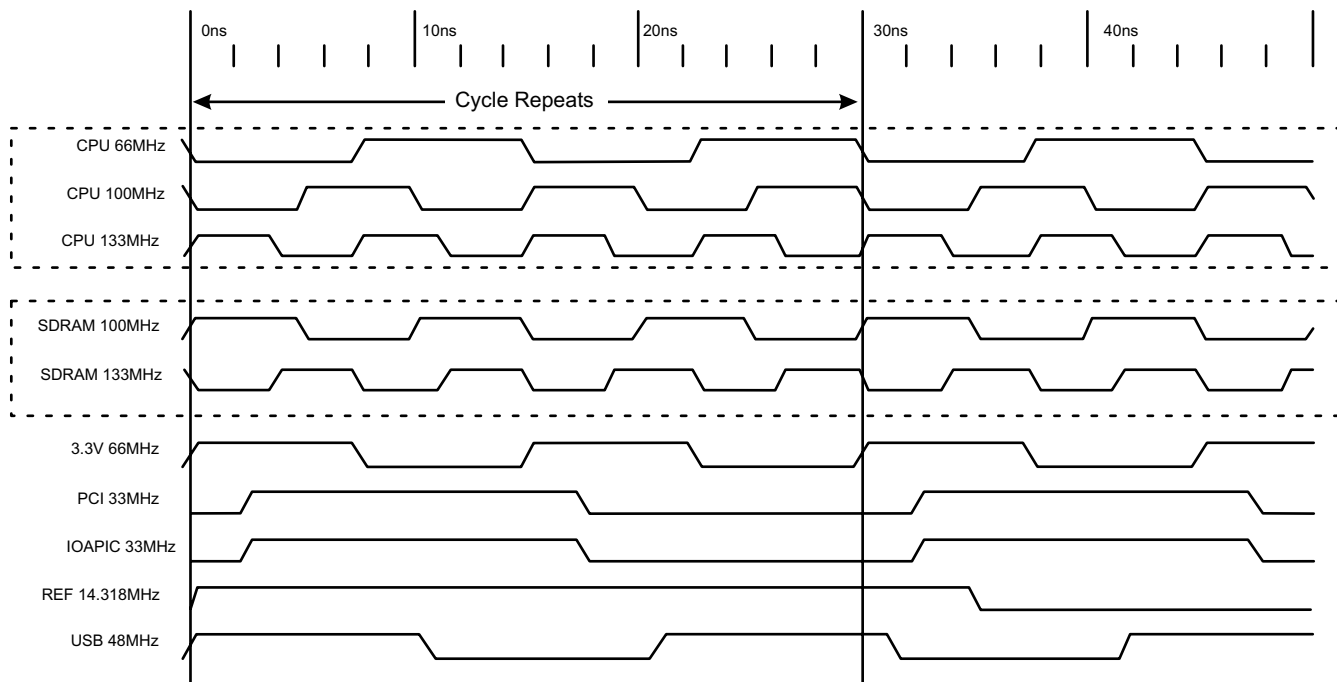 0ns 10ns 20ns 30ns 40ns
Cycle Repeats
CPU 66MHz
CPU 100MHz
CPU 133MHz
SDRAM 100MHz
SDRAM 133MHz
3.3V 66MHz
PCI 33MHz
IOAPIC 33MHz
REF 14.318MHz
USB 48MHz